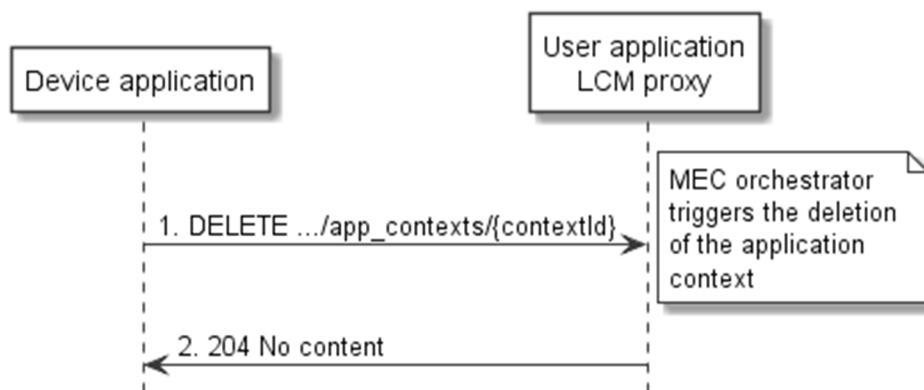 Device application
User application
LCM proxy
MEC orchestrator
triggers the deletion
of the application
context
1. DELETE .../app_contexts/{contextId}
2. 204 No content